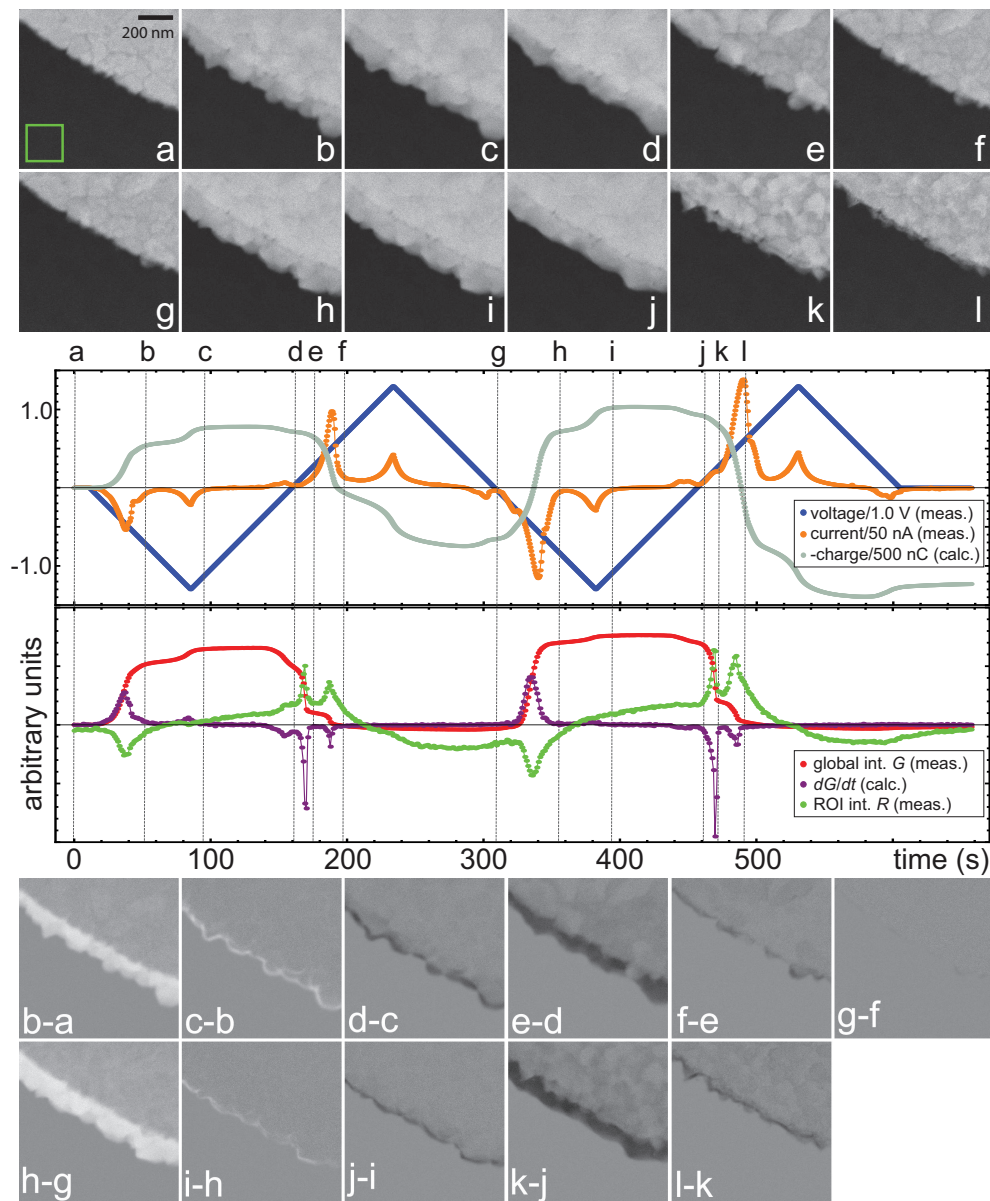 200 nm
a b c d e f
g h i j k l
a b c d e f g h i j k l
1.0
-1.0
voltage/1.0 V (meas.)
current/50 nA (meas.)
-charge/500 nC (calc.)
arbitrary units
global int. G (meas.)
dG/dt (calc.)
ROI int. R (meas.)
0 100 200 300 400 500 time (s)
b-a c-b d-c e-d f-e g-f
h-g i-h j-i k-j l-k